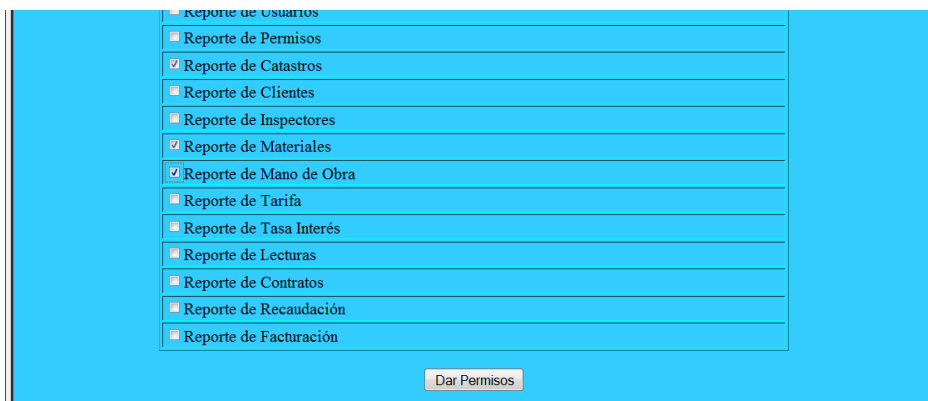 Reporte de Usuarios
Reporte de Permisos
Reporte de Catastros
Reporte de Clientes
Reporte de Inspectores
Reporte de Materiales
Reporte de Mano de Obra
Reporte de Tarifa
Reporte de Tasa Interés
Reporte de Lecturas
Reporte de Contratos
Reporte de Recaudación
Reporte de Facturación
Dar Permisos